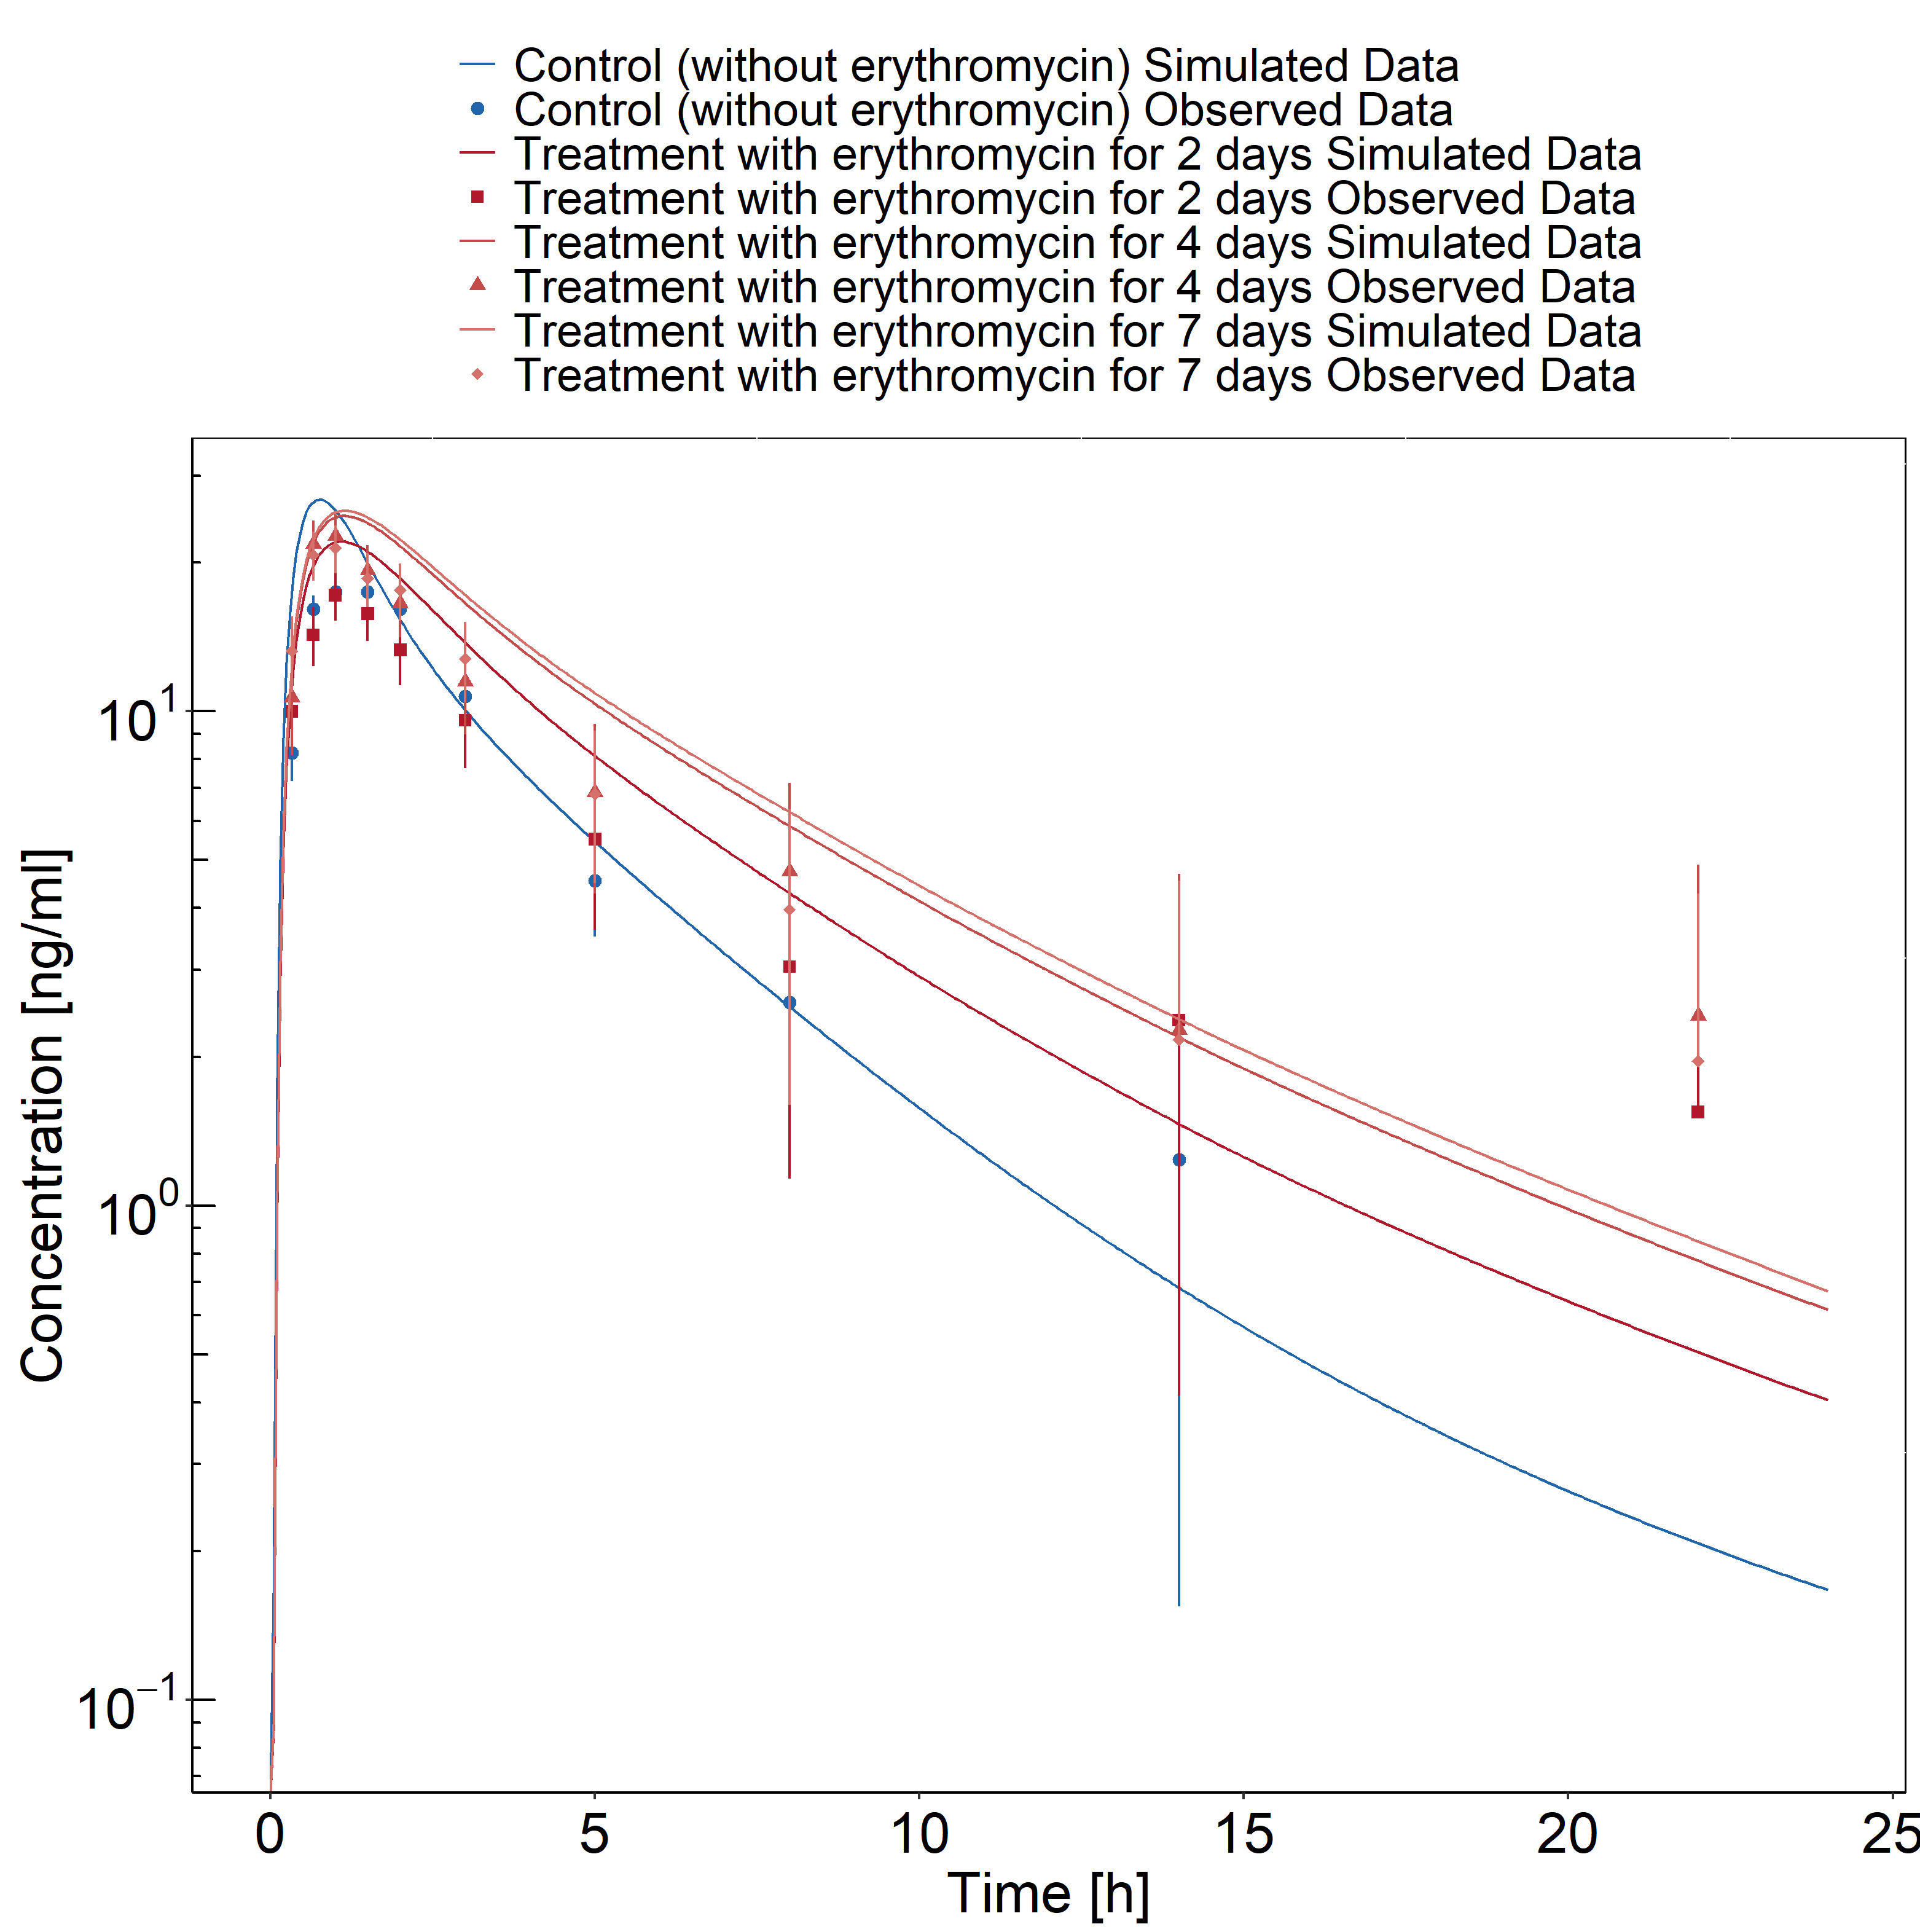 Control (without erythromycin) Simulated Data
Control (without erythromycin) Observed Data
Treatment with erythromycin for 2 days Simulated Data
Treatment with erythromycin for 2 days Observed Data
Treatment with erythromycin for 4 days Simulated Data
Treatment with erythromycin for 4 days Observed Data
Treatment with erythromycin for 7 days Simulated Data
Treatment with erythromycin for 7 days Observed Data
Concentration [ng/ml]
10¹
10⁰
10⁻¹
0 5 10 15 20 25
Time [h]